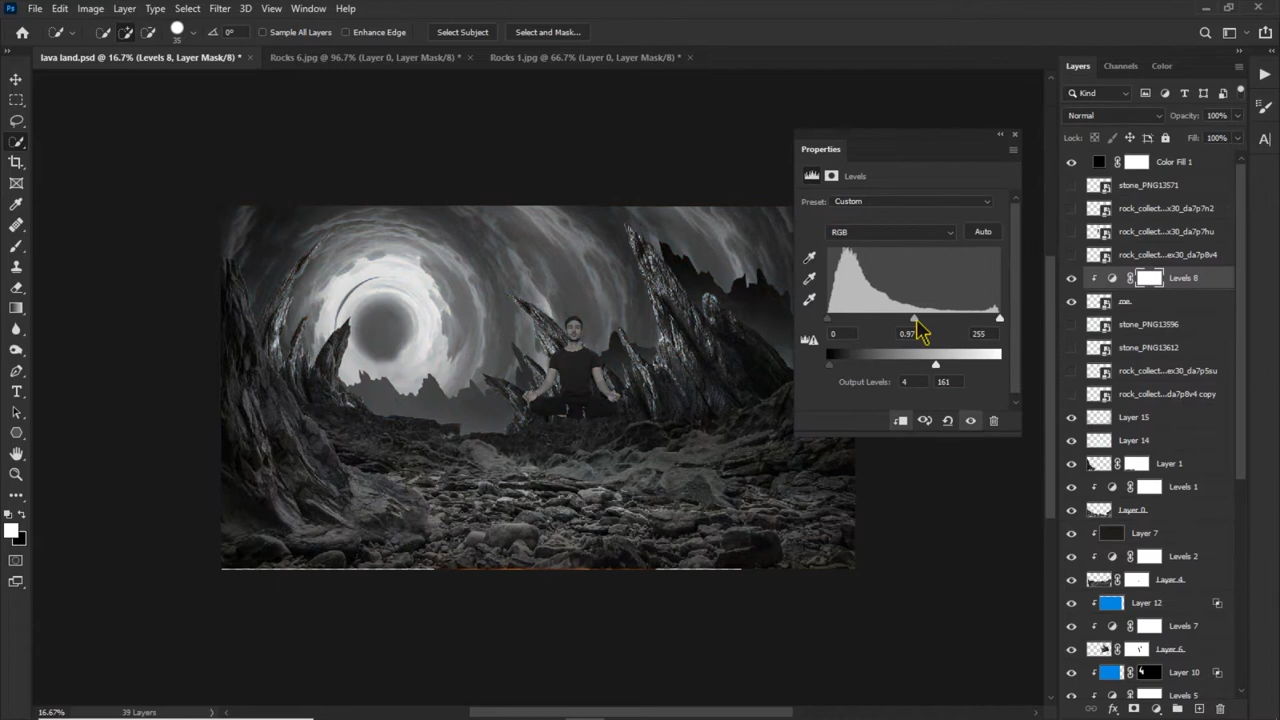 Ps File Edit Image Layer Type Select Filter 3D View Window Help
35 0° Sample All Layers Enhance Edge Select Subject Select and Mask...
lava land.psd @ 16.7% (Levels 8, Layer Mask/8) * × Rocks 6.jpg @ 96.7% (Layer 0, Layer Mask/8) * × Rocks 1.jpg @ 66.7% (Layer 0, Layer Mask/8) * ×
Properties
Levels
Preset: Custom
RGB Auto
0 0.97 255
Output Levels: 4 161
Layers Channels Color
Kind
Normal Opacity: 100%
Lock: Fill: 100%
Color Fill 1
stone_PNG13571
rock_collect...ex30_da7p7n2
rock_collect...ex30_da7p7hu
rock_collect...ex30_da7p8v4
Levels 8
me
stone_PNG13596
stone_PNG13612
rock_collect...ex30_da7p5su
rock_collect...da7p8v4 copy
Layer 15
Layer 14
Layer 1
Levels 1
Layer 0
Layer 7
Levels 2
Layer 4
Layer 12
Levels 7
Layer 6
Layer 10
Levels 5
16.67% 39 Layers